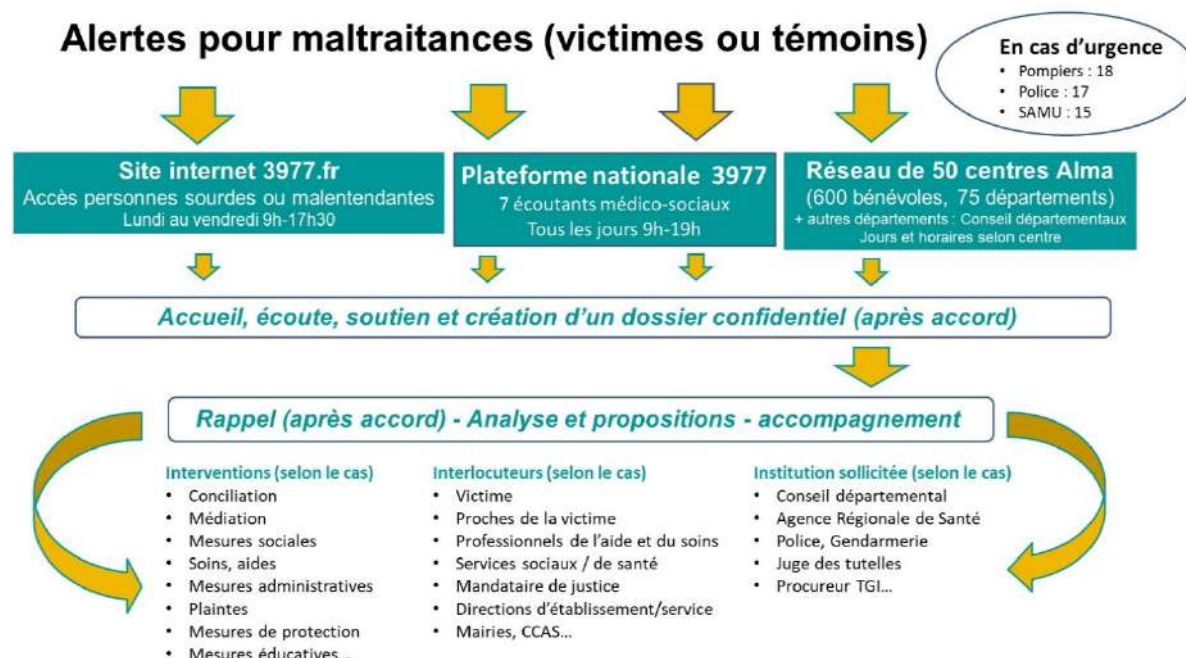 Alertes pour maltraitances (victimes ou témoins)
En cas d'urgence
• Pompiers : 18
• Police : 17
• SAMU : 15
Site internet 3977.fr
Accès personnes sourdes ou malentendantes
Lundi au vendredi 9h-17h30
Plateforme nationale 3977
7 écoutants médico-sociaux
Tous les jours 9h-19h
Réseau de 50 centres Alma
(600 bénévoles, 75 départements)
+ autres départements : Conseil départementaux
Jours et horaires selon centre
Accueil, écoute, soutien et création d'un dossier confidentiel (après accord)
Rappel (après accord) - Analyse et propositions - accompagnement
Interventions (selon le cas)
• Conciliation
• Médiation
• Mesures sociales
• Soins, aides
• Mesures administratives
• Plaintes
• Mesures de protection
• Mesures éducatives...
Interlocuteurs (selon le cas)
• Victime
• Proches de la victime
• Professionnels de l'aide et du soins
• Services sociaux / de santé
• Mandataire de justice
• Directions d'établissement/service
• Mairies, CCAS...
Institution sollicitée (selon le cas)
• Conseil départemental
• Agence Régionale de Santé
• Police, Gendarmerie
• Juge des tutelles
• Procureur TGI...